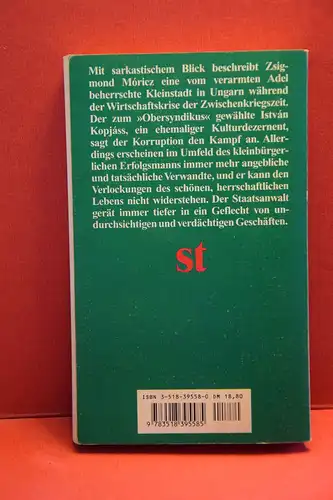 Mit sarkastischem Blick beschreibt Zsig-
mond Móricz eine vom verarmten Adel
beherrschte Kleinstadt in Ungarn während
der Wirtschaftskrise der Zwischenkriegszeit.
Der zum »Obersyndikus« gewählte István
Kopjáss, ein ehemaliger Kulturdezernent,
sagt der Korruption den Kampf an. Aller-
dings erscheinen im Umfeld des kleinbürger-
lichen Erfolgsmanns immer mehr angebliche
und tatsächliche Verwandte, und er kann den
Verlockungen des schönen, herrschaftlichen
Lebens nicht widerstehen. Der Staatsanwalt
gerät immer tiefer in ein Geflecht von un-
durchsichtigen und verdächtigen Geschäften.
st
ISBN 3-518-39558-0 DM 18,80
9 783518 395585